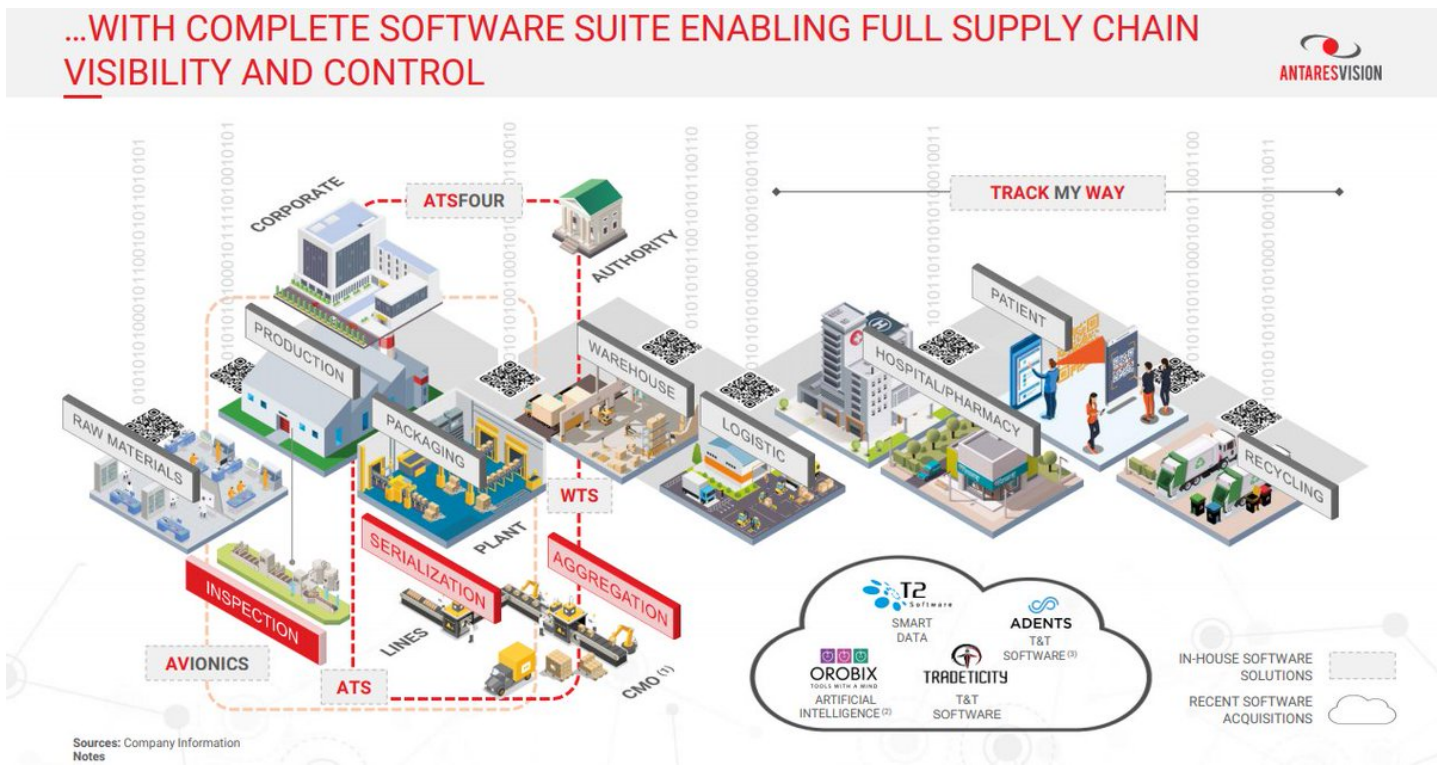 ...WITH COMPLETE SOFTWARE SUITE ENABLING FULL SUPPLY CHAIN
VISIBILITY AND CONTROL
ANTARESVISION
CORPORATE
ATSFOUR
AUTHORITY
TRACK MY WAY
RAW MATERIALS
PRODUCTION
PACKAGING
WAREHOUSE
LOGISTIC
HOSPITAL/PHARMACY
PATIENT
RECYCLING
PLANT
WTS
INSPECTION
SERIALIZATION
AGGREGATION
LINES
CMO (1)
AVIONICS
ATS
T2
Software
SMART
DATA
ADENTS
T&T
SOFTWARE (3)
OROBIX
TOOLS WITH A MIND
ARTIFICIAL
INTELLIGENCE (2)
TRADETICITY
T&T
SOFTWARE
IN-HOUSE SOFTWARE
SOLUTIONS
RECENT SOFTWARE
ACQUISITIONS
Sources: Company Information
Notes